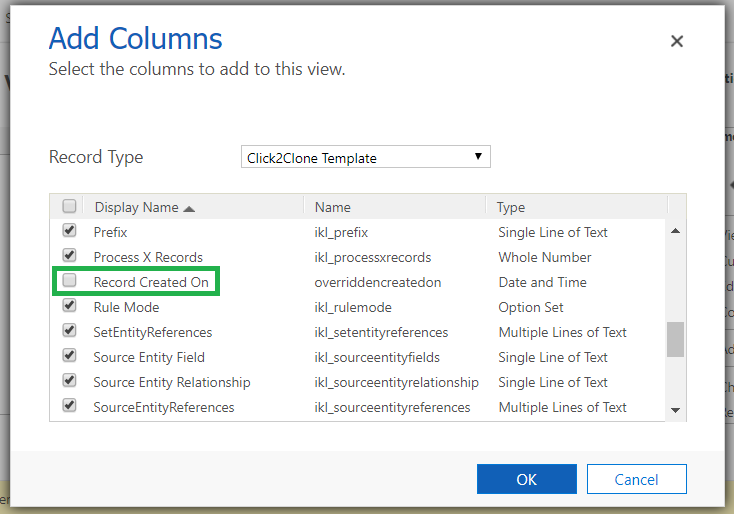 Add Columns
Select the columns to add to this view.
Record Type Click2Clone Template
Display Name Name Type
Prefix ikl_prefix Single Line of Text
Process X Records ikl_processxrecords Whole Number
Record Created On overriddencreatedon Date and Time
Rule Mode ikl_rulemode Option Set
SetEntityReferences ikl_setentityreferences Multiple Lines of Text
Source Entity Field ikl_sourceentityfields Single Line of Text
Source Entity Relationship ikl_sourceentityrelationship Single Line of Text
SourceEntityReferences ikl_sourceentityreferences Multiple Lines of Text
OK Cancel